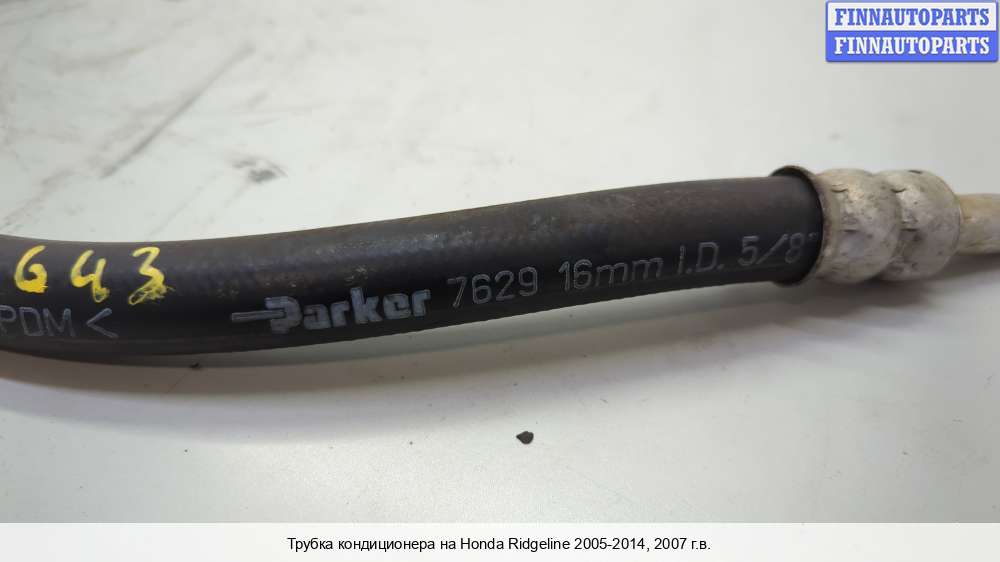 FINNAUTOPARTS
FINNAUTOPARTS
643
PDM<
Parker 7629 16mm I.D. 5/8"
Трубка кондиционера на Honda Ridgeline 2005-2014, 2007 г.в.